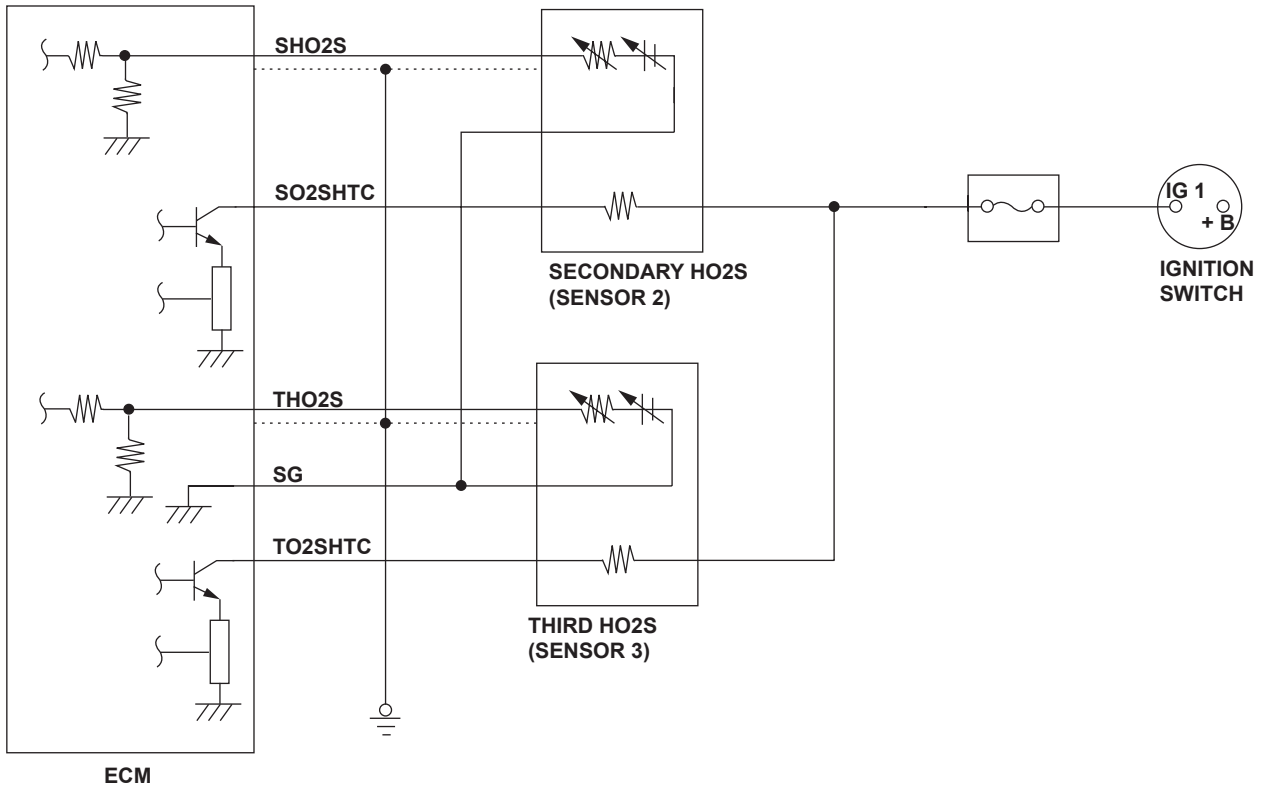 SHO2S
SO2SHTC
IG 1
+ B
SECONDARY HO2S
(SENSOR 2)
IGNITION
SWITCH
THO2S
SG
TO2SHTC
THIRD HO2S
(SENSOR 3)
ECM